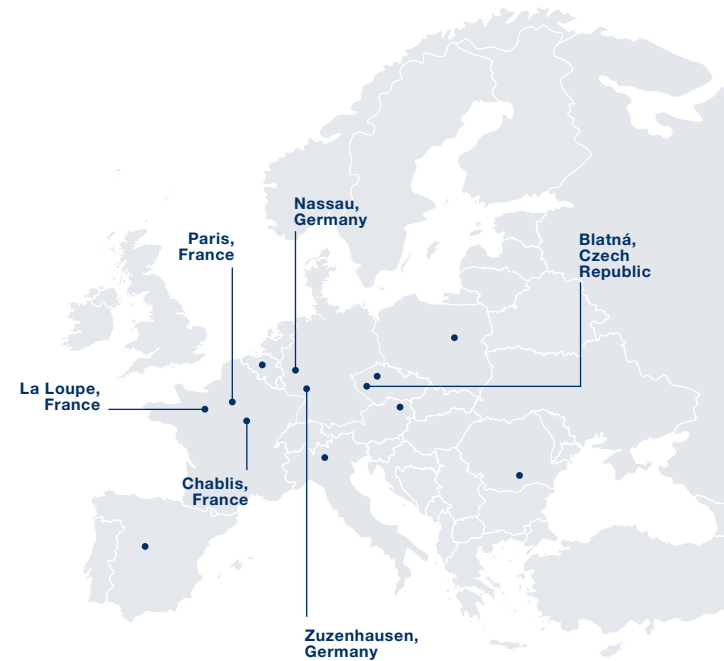 Nassau,
Germany
Paris,
France
Blatná,
Czech
Republic
La Loupe,
France
Chablis,
France
Zuzenhausen,
Germany